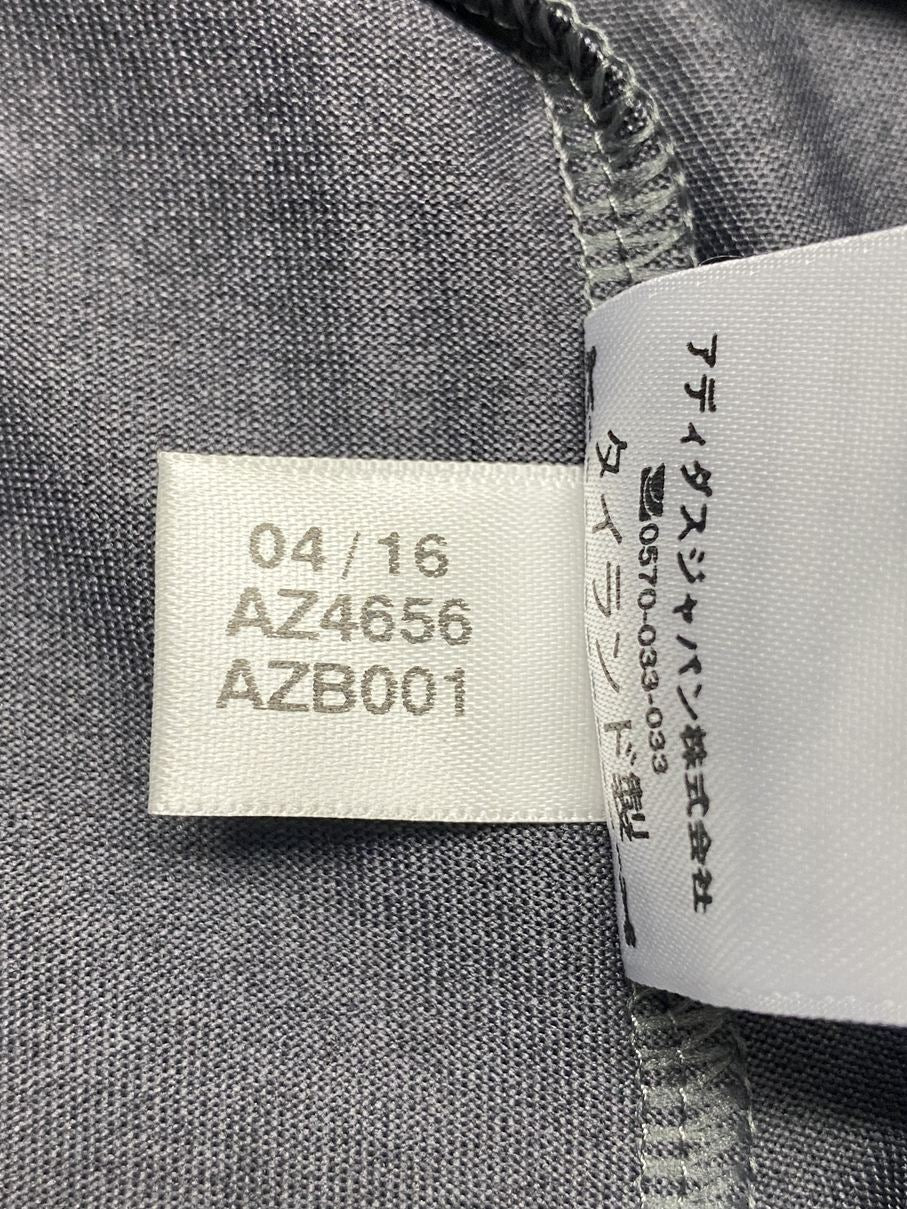 04/16
AZ4656
AZB001
アディダスジャパン株式会社
0570-033-033
タイランド製